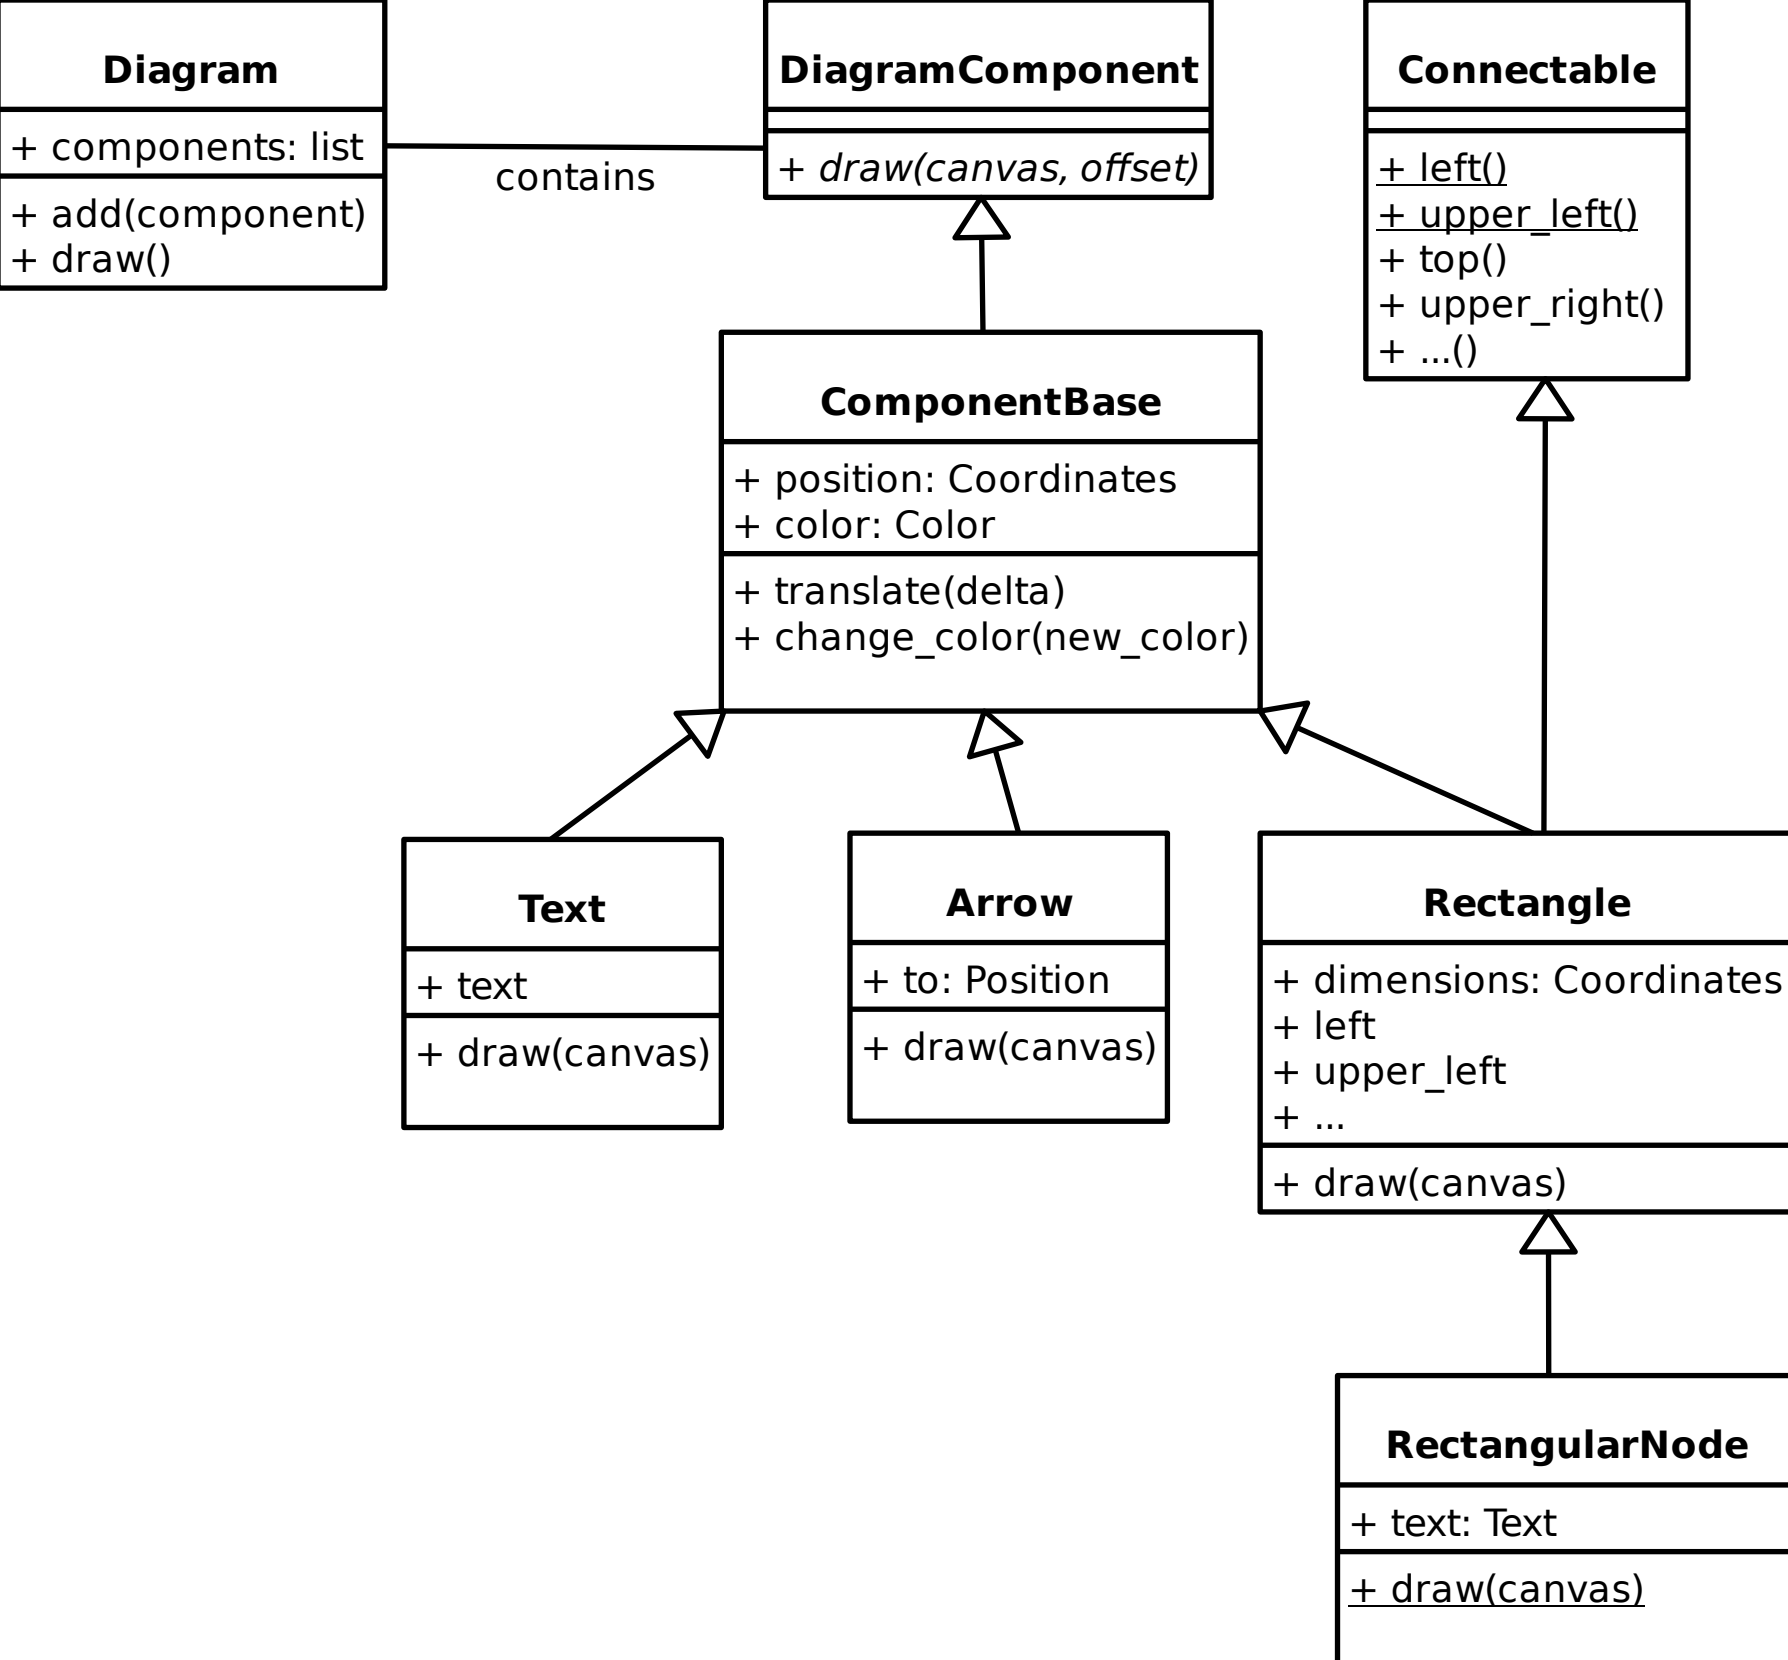 Diagram
+ components: list
+ add(component)
+ draw()
contains
DiagramComponent
+ draw(canvas, offset)
Connectable
+ left()
+ upper_left()
+ top()
+ upper_right()
+ ...()
ComponentBase
+ position: Coordinates
+ color: Color
+ translate(delta)
+ change_color(new_color)
Text
+ text
+ draw(canvas)
Arrow
+ to: Position
+ draw(canvas)
Rectangle
+ dimensions: Coordinates
+ left
+ upper_left
+ ...
+ draw(canvas)
RectangularNode
+ text: Text
+ draw(canvas)